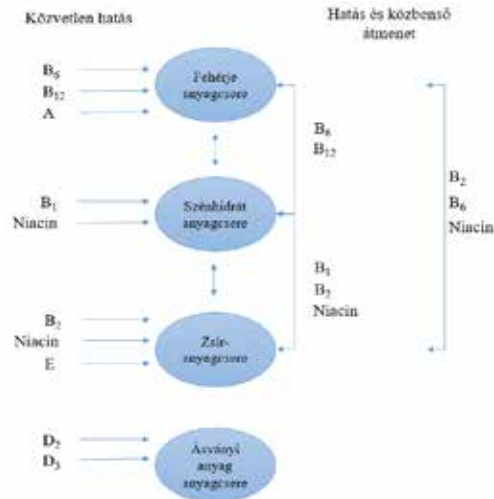 Közvetlen hatás
Hatás és közbenső
átmenet
B₆
B₁₂
A
Fehérje
anyagcsere
B₆
B₁₂
B₁
Niacin
Szénhidrát
anyagcsere
B₂
B₆
Niacin
B₁
B₂
Niacin
B₂
Niacin
E
Zsír-
anyagcsere
D₂
D₃
Ásványi
anyag
anyagcsere